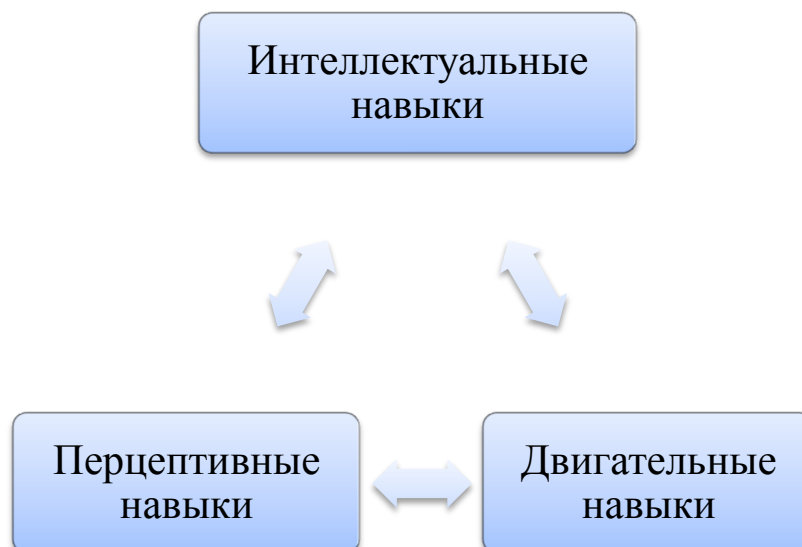 Интеллектуальные
навыки
Перцептивные
навыки
Двигательные
навыки